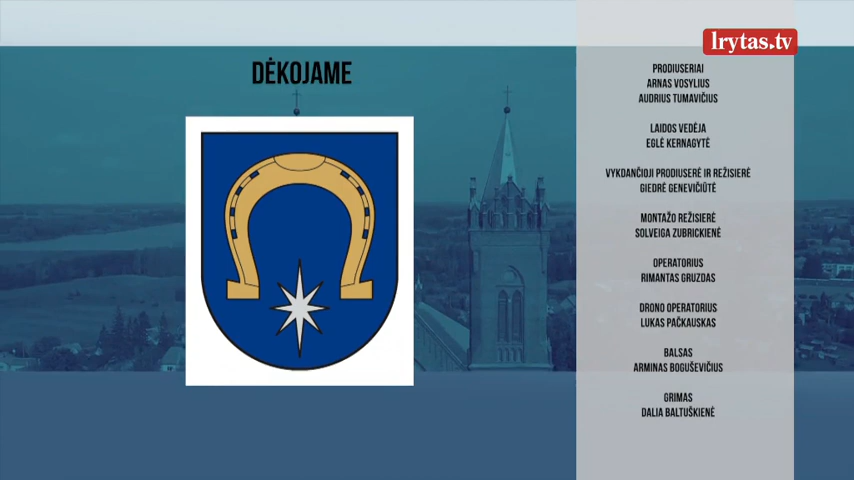 lrytas.tv
DĖKOJAME
PRODIUSERIAI
ARNAS VOSYLIUS
AUDRIUS TUMAVIČIUS
LAIDOS VEDĖJA
EGLĖ KERNAGYTĖ
VYKDANČIOJI PRODIUSERĖ IR REŽISIERĖ
GIEDRĖ GENEVIČIŪTĖ
MONTAŽO REŽISIERĖ
SOLVEIGA ZUBRICKIENĖ
OPERATORIUS
RIMANTAS GRUZDAS
DRONO OPERATORIUS
LUKAS PAČKAUSKAS
BALSAS
ARMINAS BOGUŠEVIČIUS
GRIMAS
DALIA BALTUŠKIENĖ